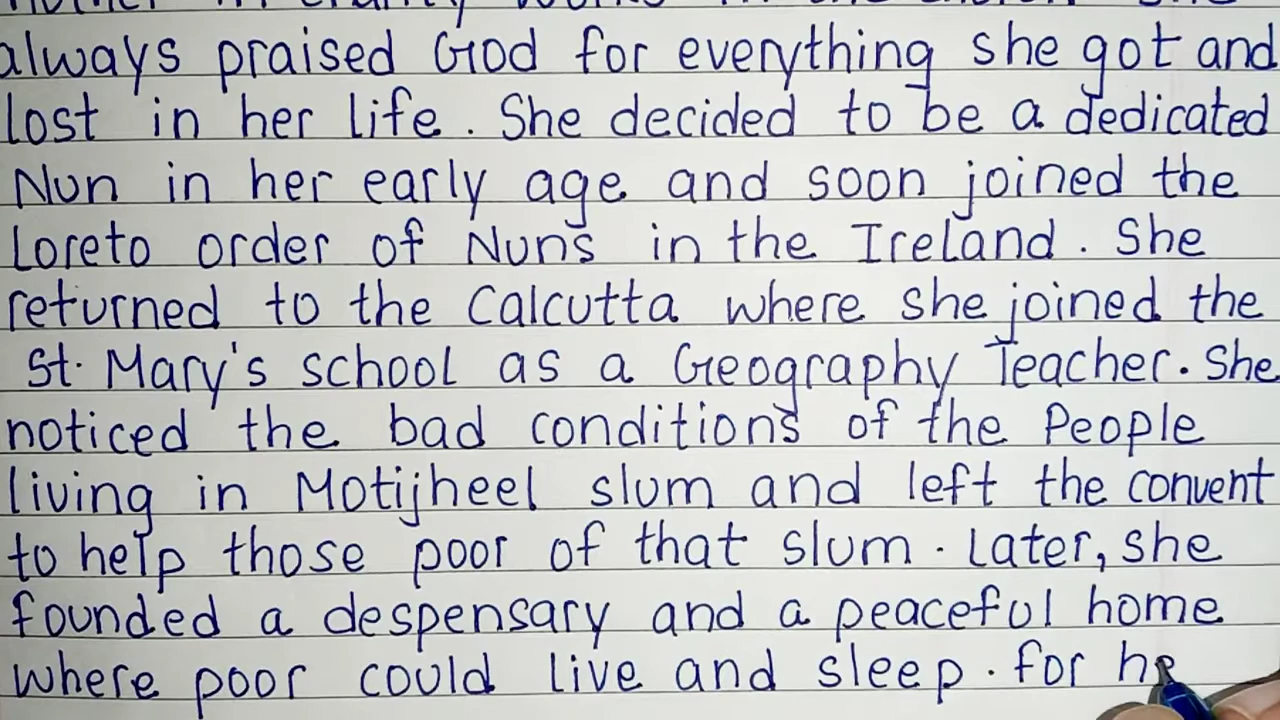 always praised God for everything she got and
lost in her life. She decided to be a dedicated
Nun in her early age and soon joined the
Loreto order of Nuns in the Ireland. She
returned to the Calcutta where she joined the
St. Mary's school as a Geography Teacher. She
noticed the bad conditions of the People
living in Motijheel slum and left the convent
to help those poor of that slum. Later, she
founded a despensary and a peaceful home
where poor could live and sleep. for he